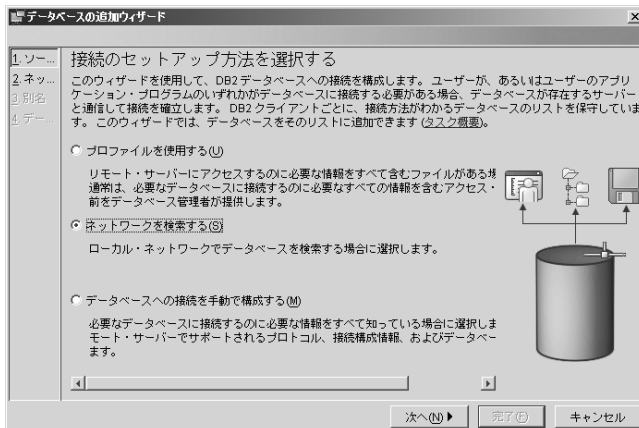 データベースの追加ウィザード
1. ソー...
2. ネッ...
3. 別名
4. デー...
接続のセットアップ方法を選択する
このウィザードを使用して、DB2 データベースへの接続を構成します。 ユーザーが、あるいはユーザーのアプリ
ケーション・プログラムのいずれかがデータベースに接続する必要がある場合、データベースが存在するサーバー
と通信して接続を確立します。 DB2 クライアントごとに、接続方法がわかるデータベースのリストを保守していま
す。 このウィザードでは、データベースをそのリストに追加できます (タスク概要)。
プロファイルを使用する(U)
リモート・サーバーにアクセスするのに必要な情報をすべて含むファイルがある場
通常は、必要なデータベースに接続するのに必要なすべての情報を含むアクセス・
前をデータベース管理者が提供します。
ネットワークを検索する(S)
ローカル・ネットワークでデータベースを検索する場合に選択します。
データベースへの接続を手動で構成する(M)
必要なデータベースに接続するのに必要な情報をすべて知っている場合に選択しま
モート・サーバーでサポートされるプロトコル、接続構成情報、およびデータベー
ます。
次へ(N)
完了(F)
キャンセル